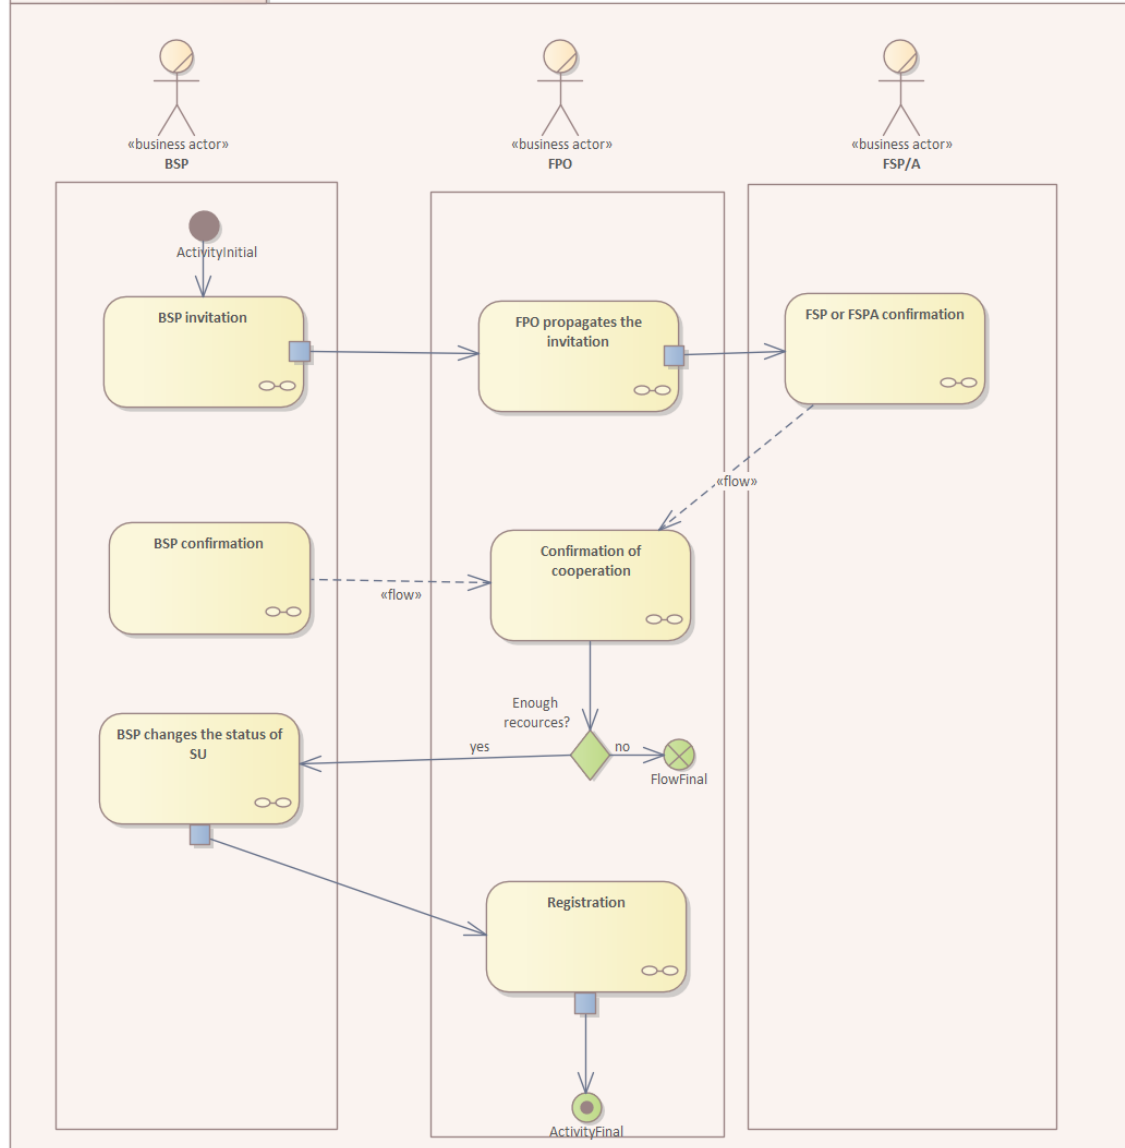 «business actor»
BSP
«business actor»
FPO
«business actor»
FSP/A
ActivityInitial
BSP invitation
FPO propagates the
invitation
FSP or FSPA confirmation
«flow»
BSP confirmation
«flow»
Confirmation of
cooperation
Enough
recources?
yes
no
FlowFinal
BSP changes the status of
SU
Registration
ActivityFinal